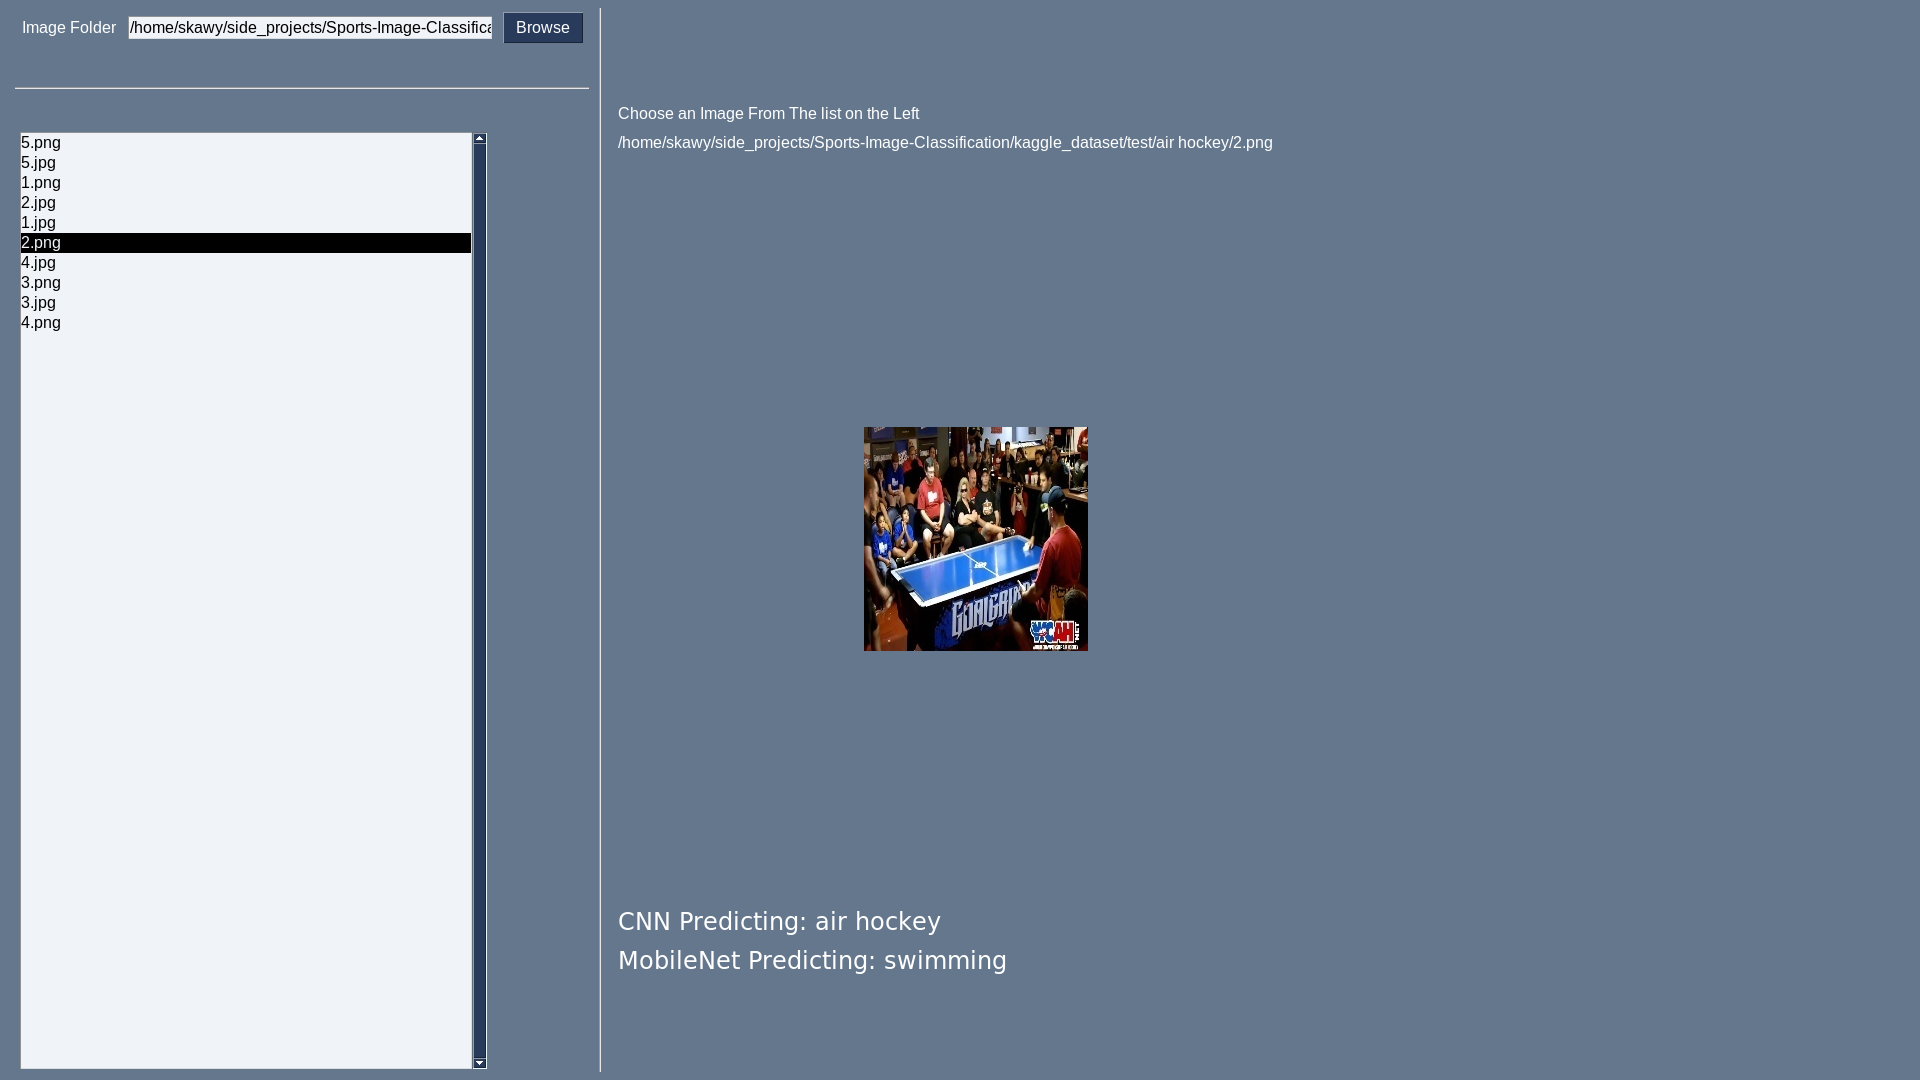 Image Folder /home/skawy/side_projects/Sports-Image-Classifica Browse
5.png
5.jpg
1.png
2.jpg
1.jpg
2.png
4.jpg
3.png
3.jpg
4.png
Choose an Image From The list on the Left
/home/skawy/side_projects/Sports-Image-Classification/kaggle_dataset/test/air hockey/2.png
WCAH
NET
CNN Predicting: air hockey
MobileNet Predicting: swimming